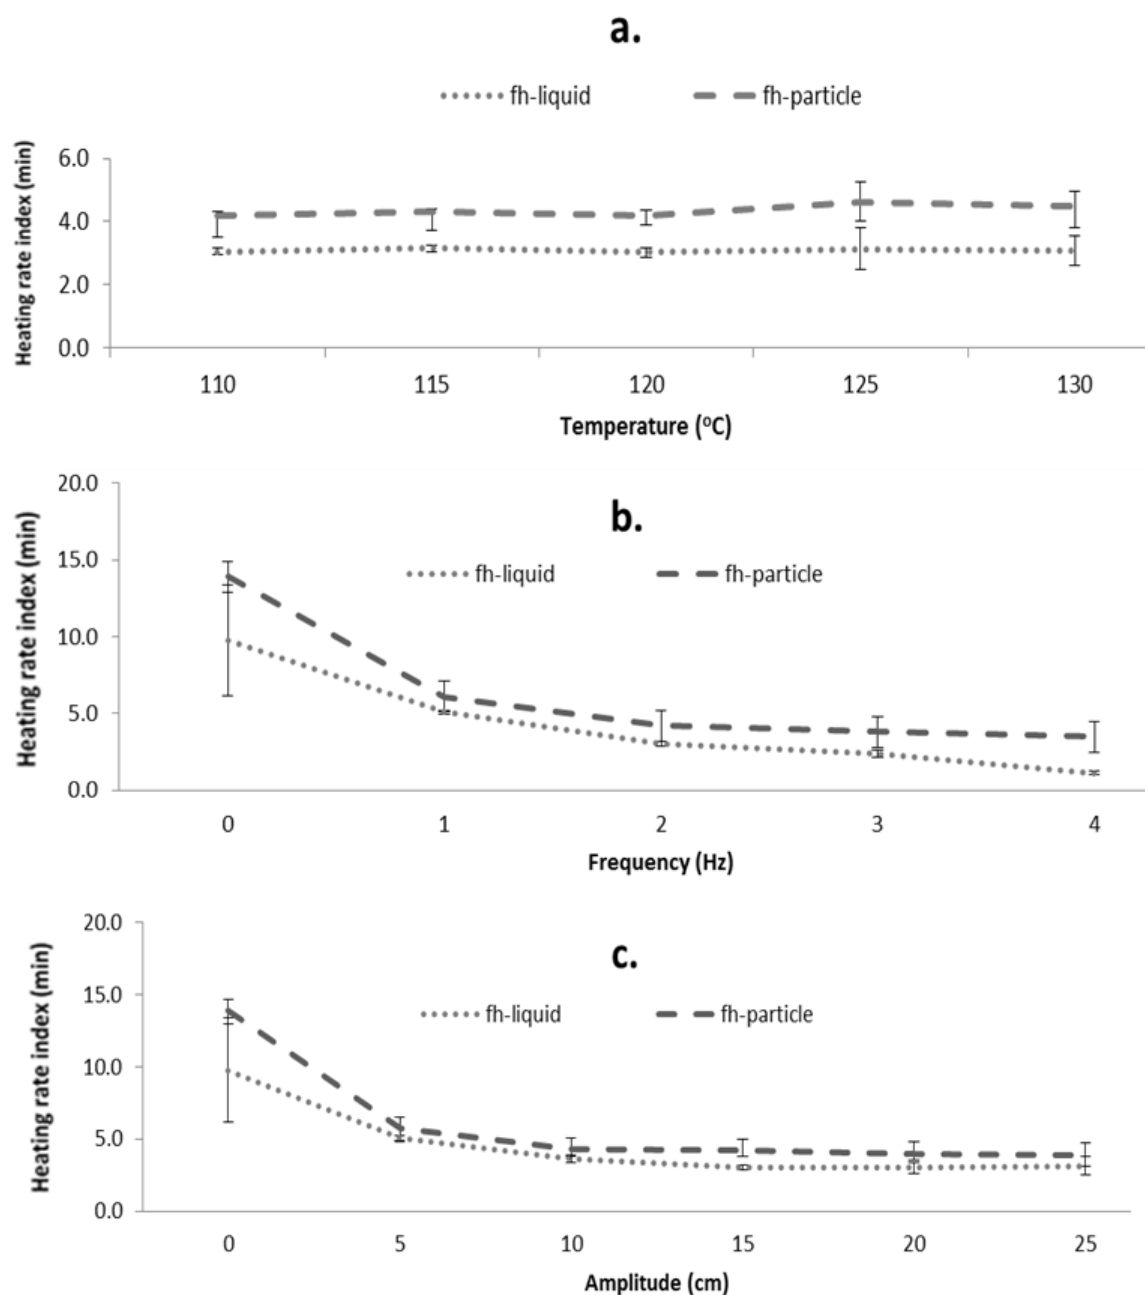 a.
fh-liquid fh-particle
Heating rate index (min)
6.0
4.0
2.0
0.0
110 115 120 125 130
Temperature (°C)
b.
fh-liquid fh-particle
Heating rate index (min)
20.0
15.0
10.0
5.0
0.0
0 1 2 3 4
Frequency (Hz)
c.
fh-liquid fh-particle
Heating rate index (min)
20.0
15.0
10.0
5.0
0.0
0 5 10 15 20 25
Amplitude (cm)